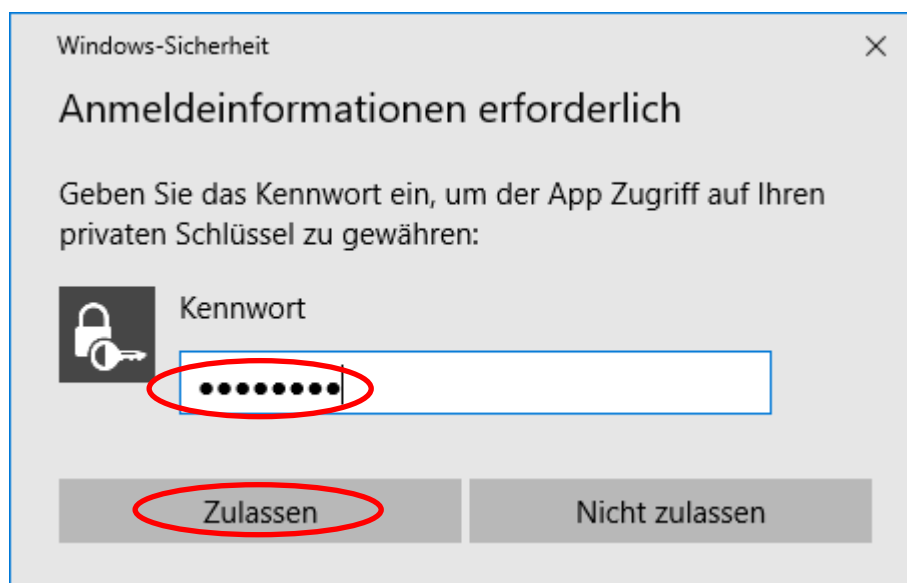 Windows-Sicherheit
Anmeldeinformationen erforderlich
Geben Sie das Kennwort ein, um der App Zugriff auf Ihren
privaten Schlüssel zu gewähren:
Kennwort
●●●●●●●●
Zulassen
Nicht zulassen